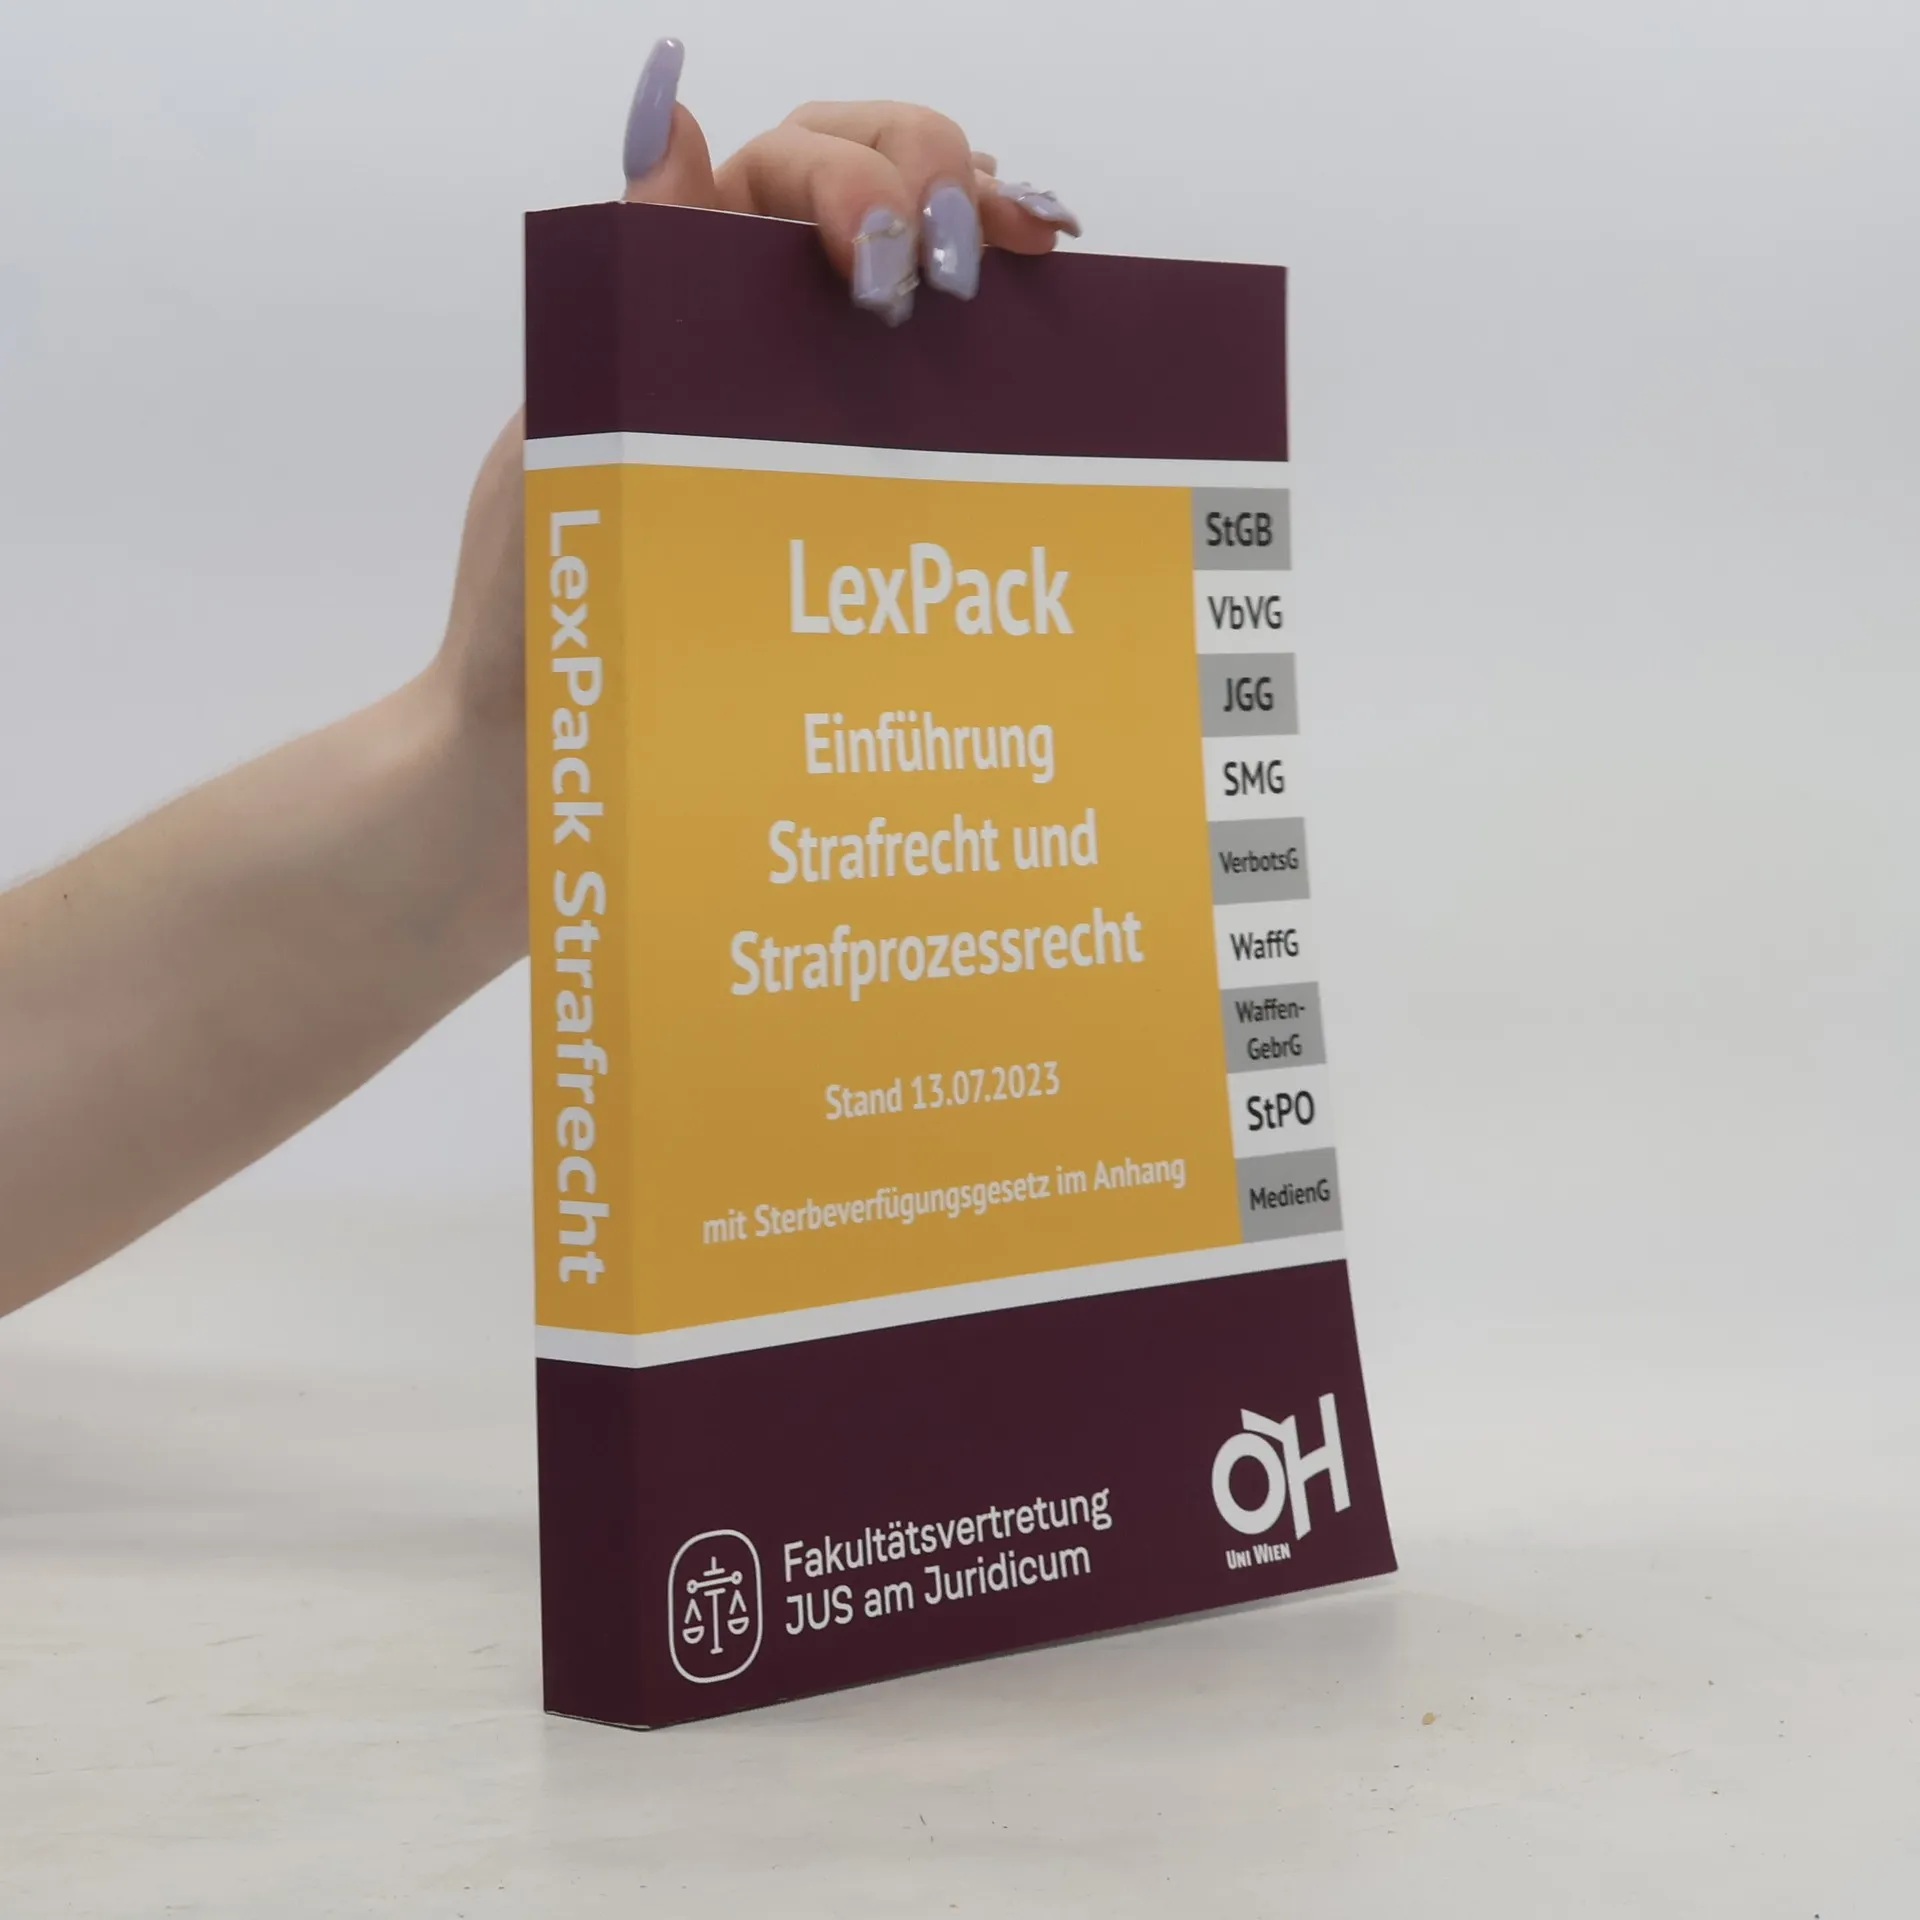 LexPack Strafrecht
LexPack
Einführung
Strafrecht und
Strafprozessrecht
Stand 13.07.2023
mit Sterbeverfügungsgesetz im Anhang
StGB
VbVG
JGG
SMG
VerbotsG
WaffG
Waffen-
GebrG
StPO
MedienG
Fakultätsvertretung
JUS am Juridicum
ÖH
UNI WIEN